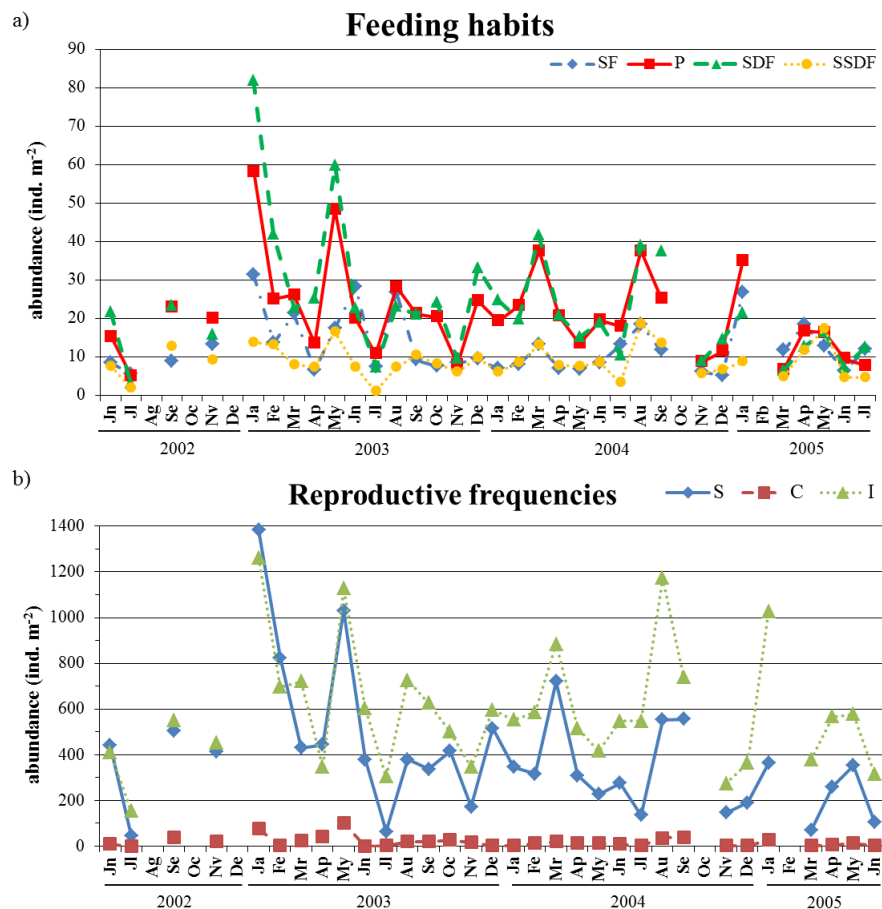 a)
Feeding habits
SF P SDF SSDF
abundance (ind. m-2)
90
80
70
60
50
40
30
20
10
0
Jn Jl Ag Se Oc Nv De Ja Fe Mr Ap My Jn Jl Au Se Oc Nv De Ja Fe Mr Ap My Jn Jl Au Se Oc Nv De Ja Fb Mr Ap My Jn Jl
2002 2003 2004 2005
b)
Reproductive frequencies
S C I
abundance (ind. m-2)
1400
1200
1000
800
600
400
200
0
Jn Jl Ag Se Oc Nv De Ja Fe Mr Ap My Jn Jl Au Se Oc Nv De Ja Fe Mr Ap My Jn Jl Au Se Oc Nv De Ja Fe Mr Ap My Jn
2002 2003 2004 2005